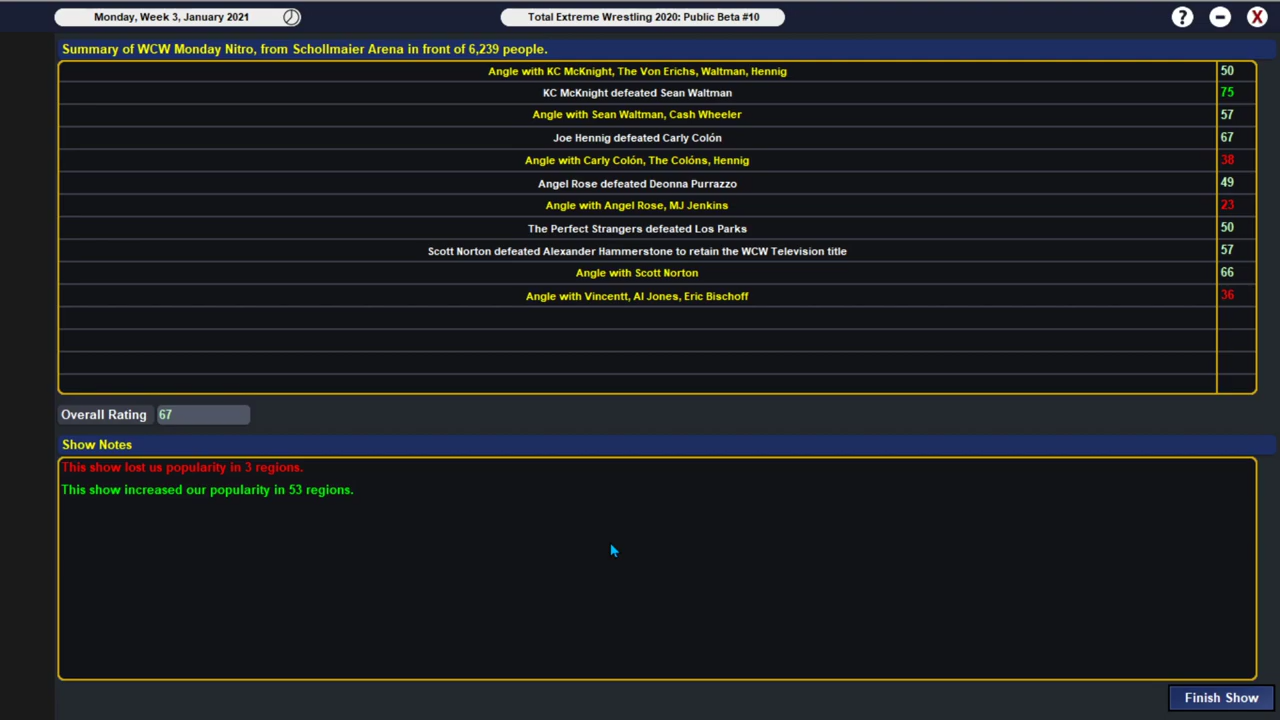 Monday, Week 3, January 2021
Total Extreme Wrestling 2020: Public Beta #10
? − X
Summary of WCW Monday Nitro, from Schollmaier Arena in front of 6,239 people.
Angle with KC McKnight, The Von Erichs, Waltman, Hennig 50
KC McKnight defeated Sean Waltman 75
Angle with Sean Waltman, Cash Wheeler 57
Joe Hennig defeated Carly Colón 67
Angle with Carly Colón, The Colóns, Hennig 38
Angel Rose defeated Deonna Purrazzo 49
Angle with Angel Rose, MJ Jenkins 23
The Perfect Strangers defeated Los Parks 50
Scott Norton defeated Alexander Hammerstone to retain the WCW Television title 57
Angle with Scott Norton 66
Angle with Vincentt, Al Jones, Eric Bischoff 36
Overall Rating 67
Show Notes
This show lost us popularity in 3 regions.
This show increased our popularity in 53 regions.
Finish Show